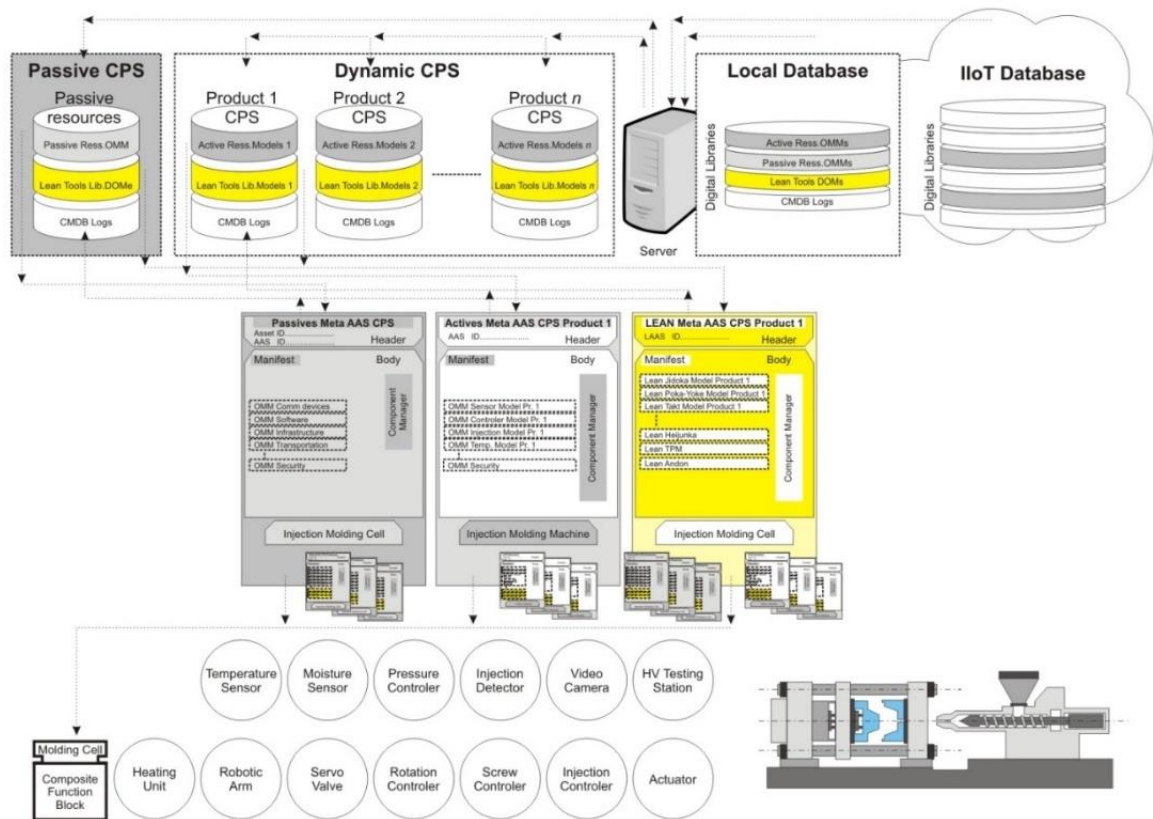 Passive CPS
Passive
resources
Passive Ress.OMM
Lean Tools Lib.DOMe
CMDB Logs
Dynamic CPS
Product 1
CPS
Active Ress.Models 1
Lean Tools Lib.Models 1
CMDB Logs
Product 2
CPS
Active Ress.Models 2
Lean Tools Lib.Models 2
CMDB Logs
Product n
CPS
Active Ress.Models n
Lean Tools Lib.Models n
CMDB Logs
Server
Local Database
Digital Libraries
Active Ress.OMMs
Passive Ress.OMMs
Lean Tools DOMs
CMDB Logs
IIoT Database
Digital Libraries
Passives Meta AAS CPS
Asset ID
AAS ID
Header
Manifest
Body
OMM Comm devices
OMM Software
OMM Infrastructure
OMM Transportation
OMM Security
Component
Manager
Injection Molding Cell
Actives Meta AAS CPS Product 1
AAS ID
Header
Manifest
Body
OMM Sensor Model Pr. 1
OMM Controler Model Pr. 1
OMM Injection Model Pr. 1
OMM Temp. Model Pr. 1
OMM Security
Component Manager
Injection Molding Machine
LEAN Meta AAS CPS Product 1
LAAS ID
Header
Manifest
Body
Lean Jidoka Model Product 1
Lean Poka-Yoke Model Product 1
Lean Takt Model Product 1
Lean Heijunka
Lean TPM
Lean Andon
Component Manager
Injection Molding Cell
Temperature
Sensor
Moisture
Sensor
Pressure
Controler
Injection
Detector
Video
Camera
HV Testing
Station
Molding Cell
Composite
Function
Block
Heating
Unit
Robotic
Arm
Servo
Valve
Rotation
Controler
Screw
Controler
Injection
Controler
Actuator